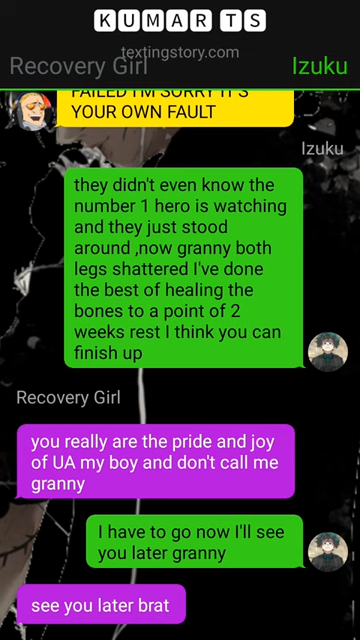 KUMAR TS
textingstory.com
Recovery Girl Izuku
FAILED I'M SORRY IT'S
YOUR OWN FAULT
Izuku
they didn't even know the
number 1 hero is watching
and they just stood
around ,now granny both
legs shattered I've done
the best of healing the
bones to a point of 2
weeks rest I think you can
finish up
Recovery Girl
you really are the pride and joy
of UA my boy and don't call me
granny
I have to go now I'll see
you later granny
see you later brat